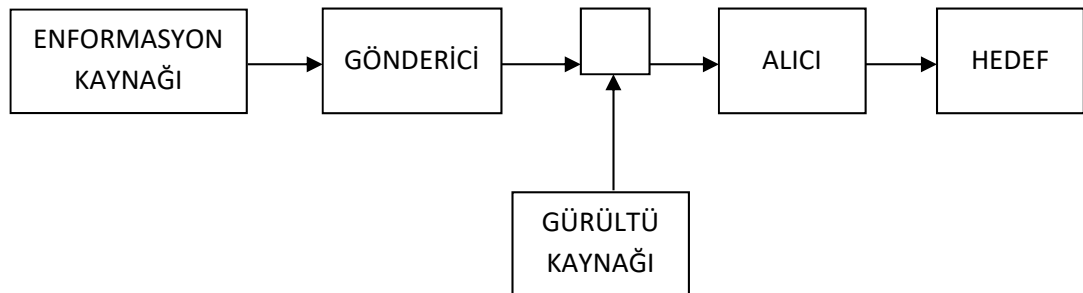 ENFORMASYON
KAYNAĞI
GÖNDERİCİ
ALICI
HEDEF
GÜRÜLTÜ
KAYNAĞI